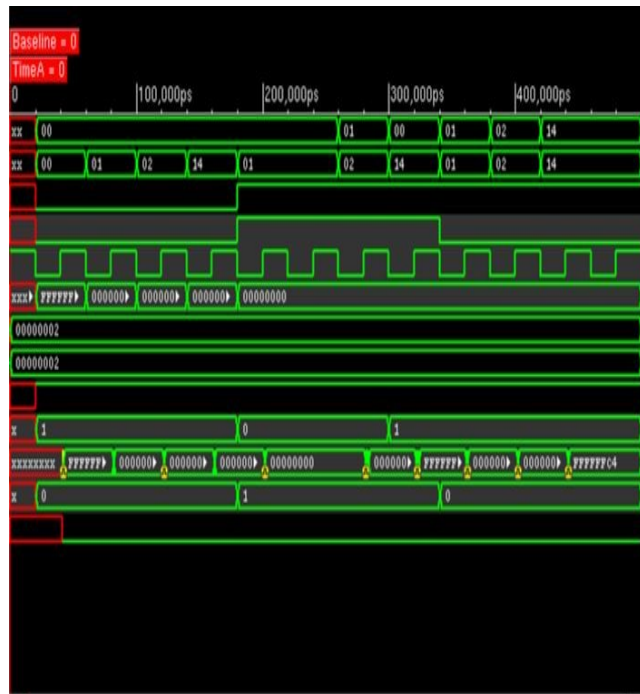 Baseline = 0
TimeA = 0
0 100,000ps 200,000ps 300,000ps 400,000ps
xx 00 01 00 01 02 14
xx 00 01 02 14 01 02 14 01 02 14
xxx FFFFFF 000000 000000 000000 00000000
00000002
00000002
x 1 0 1
xxxxxxxx FFFFFF 000000 000000 000000 00000000 000000 FFFFFF 000000 000000 FFFFFFC4
x 0 1 0